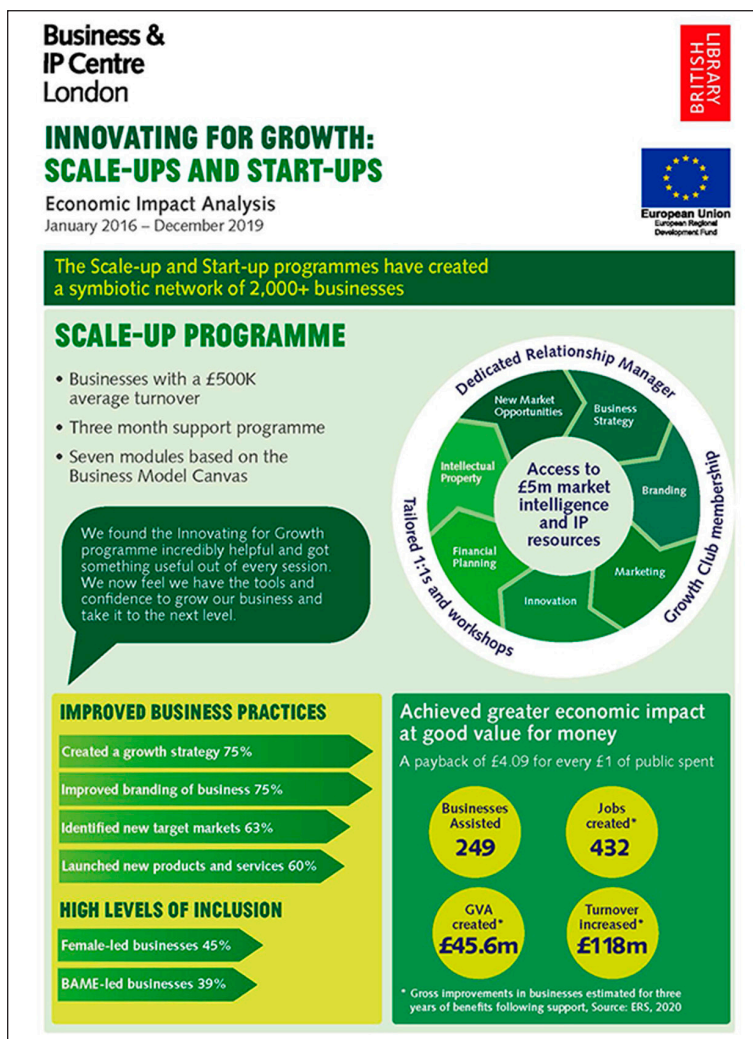 Business &
IP Centre
London
BRITISH
LIBRARY
INNOVATING FOR GROWTH:
SCALE-UPS AND START-UPS
Economic Impact Analysis
January 2016 – December 2019
European Union
European Regional
Development Fund
The Scale-up and Start-up programmes have created
a symbiotic network of 2,000+ businesses
SCALE-UP PROGRAMME
• Businesses with a £500K
average turnover
• Three month support programme
• Seven modules based on the
Business Model Canvas
We found the Innovating for Growth
programme incredibly helpful and got
something useful out of every session.
We now feel we have the tools and
confidence to grow our business and
take it to the next level.
Dedicated Relationship Manager
Growth Club membership
Tailored 1:1s and workshops
New Market
Opportunities
Business
Strategy
Branding
Marketing
Innovation
Financial
Planning
Intellectual
Property
Access to
£5m market
intelligence
and IP
resources
IMPROVED BUSINESS PRACTICES
Created a growth strategy 75%
Improved branding of business 75%
Identified new target markets 63%
Launched new products and services 60%
HIGH LEVELS OF INCLUSION
Female-led businesses 45%
BAME-led businesses 39%
Achieved greater economic impact
at good value for money
A payback of £4.09 for every £1 of public spent
Businesses
Assisted
249
Jobs
created*
432
GVA
created*
£45.6m
Turnover
increased*
£118m
* Gross improvements in businesses estimated for three
years of benefits following support, Source: ERS, 2020